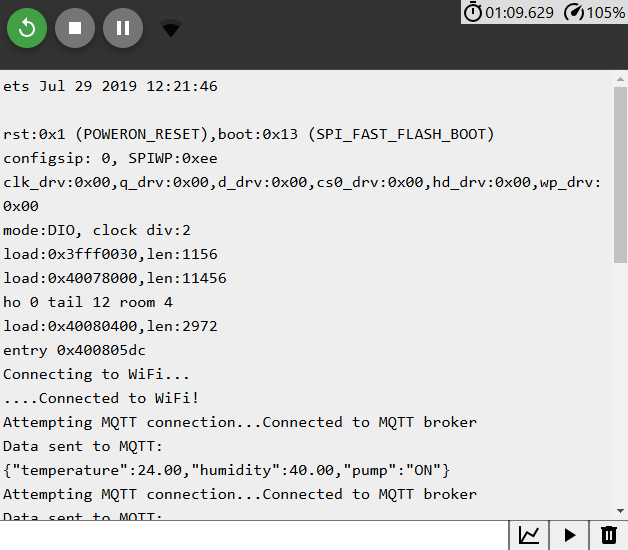 01:09.629 105%
ets Jul 29 2019 12:21:46
rst:0x1 (POWERON_RESET),boot:0x13 (SPI_FAST_FLASH_BOOT)
configsip: 0, SPIWP:0xee
clk_drv:0x00,q_drv:0x00,d_drv:0x00,cs0_drv:0x00,hd_drv:0x00,wp_drv:
0x00
mode:DIO, clock div:2
load:0x3fff0030,len:1156
load:0x40078000,len:11456
ho 0 tail 12 room 4
load:0x40080400,len:2972
entry 0x400805dc
Connecting to WiFi...
....Connected to WiFi!
Attempting MQTT connection...Connected to MQTT broker
Data sent to MQTT:
{"temperature":24.00,"humidity":40.00,"pump":"ON"}
Attempting MQTT connection...Connected to MQTT broker
Data sent to MQTT: